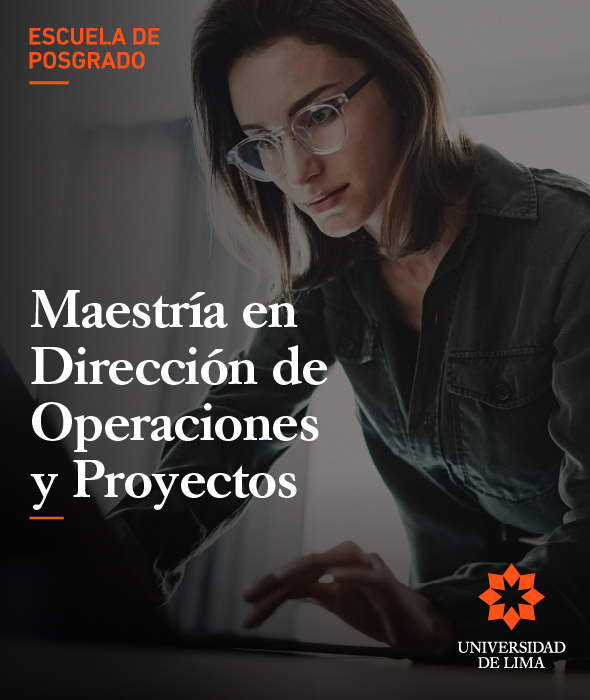 ESCUELA DE
POSGRADO
Maestría en
Dirección de
Operaciones
y Proyectos
UNIVERSIDAD
DE LIMA